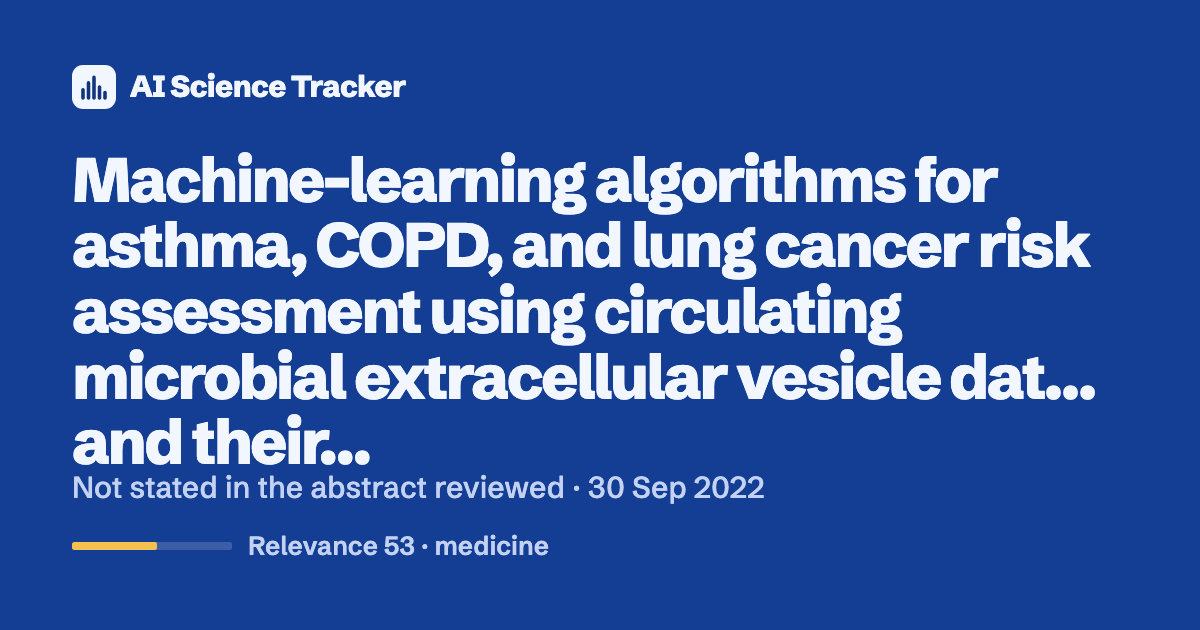 AI Science Tracker
Machine-learning algorithms for
asthma, COPD, and lung cancer risk
assessment using circulating
microbial extracellular vesicle dat...
and their...
Not stated in the abstract reviewed · 30 Sep 2022
Relevance 53 · medicine